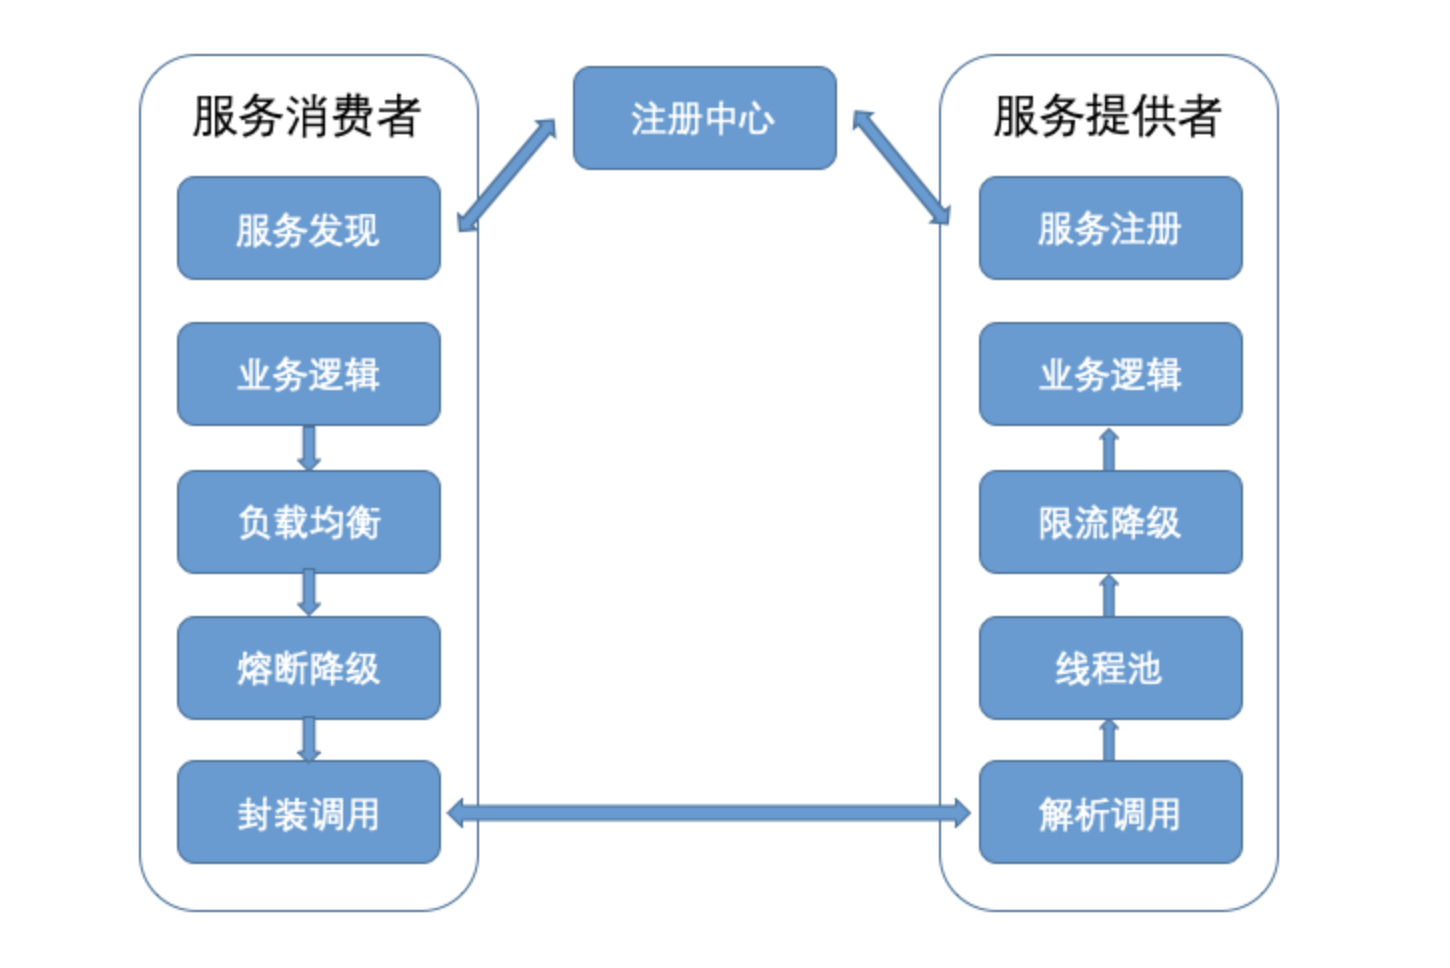 服务消费者
服务发现
业务逻辑
负载均衡
熔断降级
封装调用
注册中心
服务提供者
服务注册
业务逻辑
限流降级
线程池
解析调用